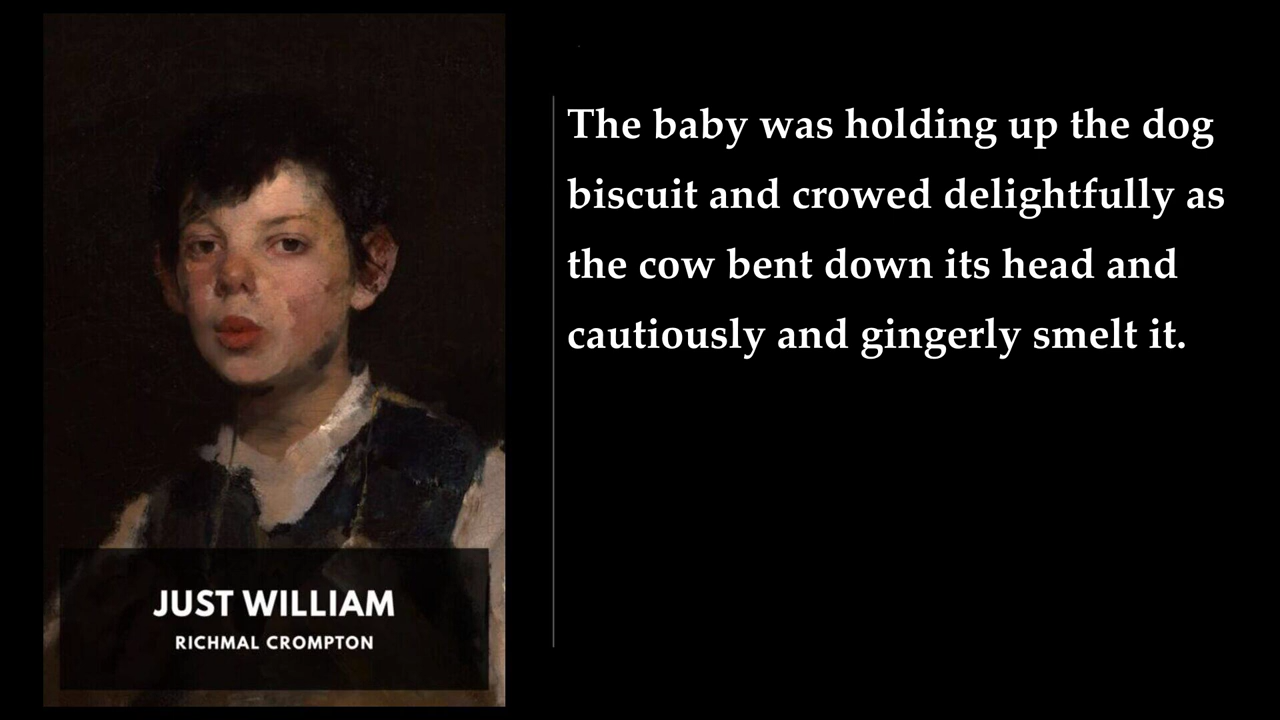 JUST WILLIAM
RICHMAL CROMPTON
The baby was holding up the dog
biscuit and crowed delightfully as
the cow bent down its head and
cautiously and gingerly smelt it.